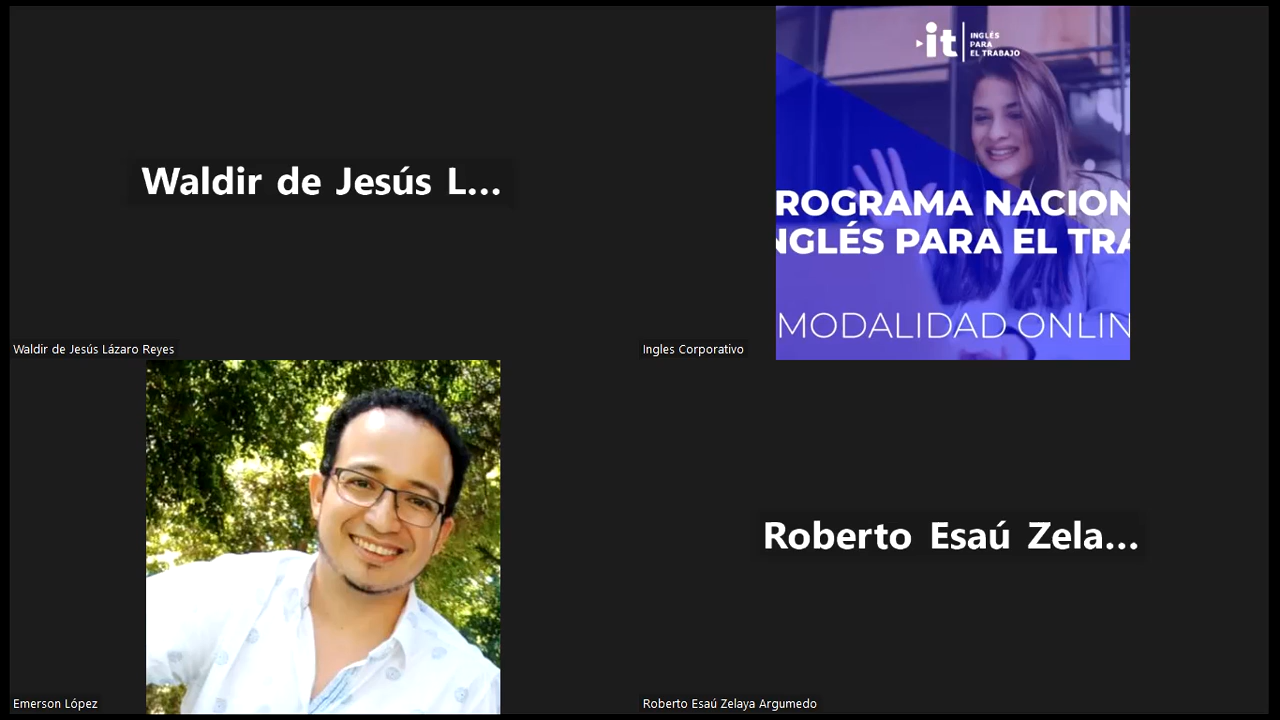 Waldir de Jesús L...
Waldir de Jesús Lázaro Reyes
it
INGLÉS
PARA
EL TRABAJO
ROGRAMA NACION
NGLÉS PARA EL TRA
MODALIDAD ONLIN
Ingles Corporativo
Emerson López
Roberto Esaú Zela...
Roberto Esaú Zelaya Argumedo